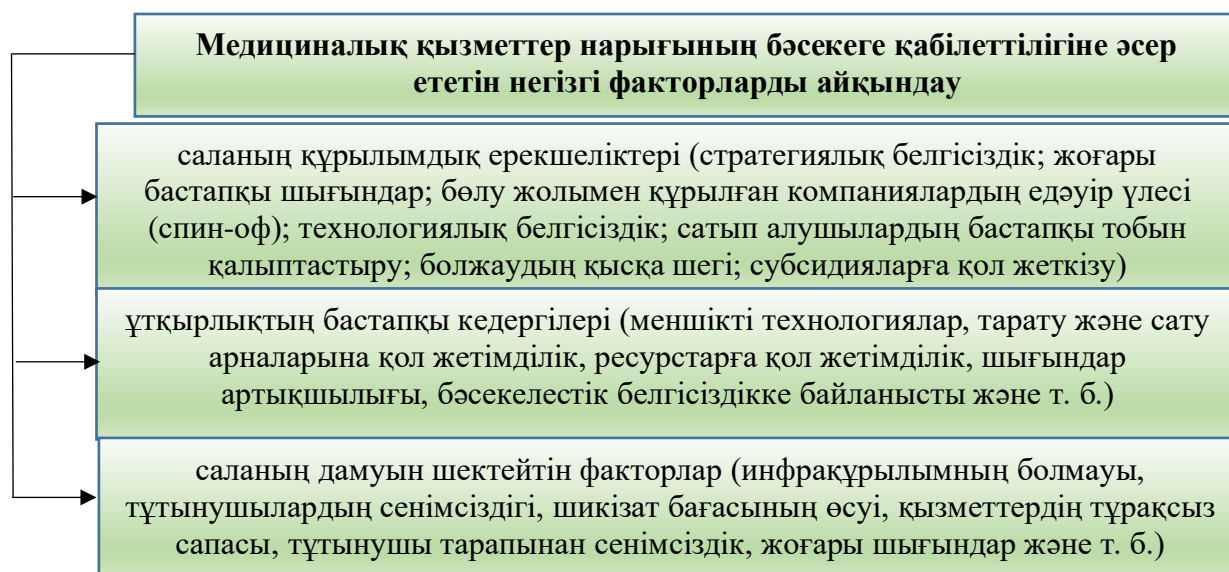 Медициналық қызметтер нарығының бәсекеге қабілеттілігіне әсер
ететін негізгі факторларды айқындау
саланың құрылымдық ерекшеліктері (стратегиялық белгісіздік; жоғары
бастапқы шығындар; бөлу жолымен құрылған компаниялардың едәуір үлесі
(спин-оф); технологиялық белгісіздік; сатып алушылардың бастапқы тобын
қалыптастыру; болжаудың қысқа шегі; субсидияларға қол жеткізу)
ұтқырлықтың бастапқы кедергілері (меншікті технологиялар, тарату және сату
арналарына қол жетімділік, ресурстарға қол жетімділік, шығындар
артықшылығы, бәсекелестік белгісіздікке байланысты және т. б.)
саланың дамуын шектейтін факторлар (инфрақұрылымның болмауы,
тұтынушылардың сенімсіздігі, шикізат бағасының өсуі, қызметтердің тұрақсыз
сапасы, тұтынушы тарапынан сенімсіздік, жоғары шығындар және т. б.)